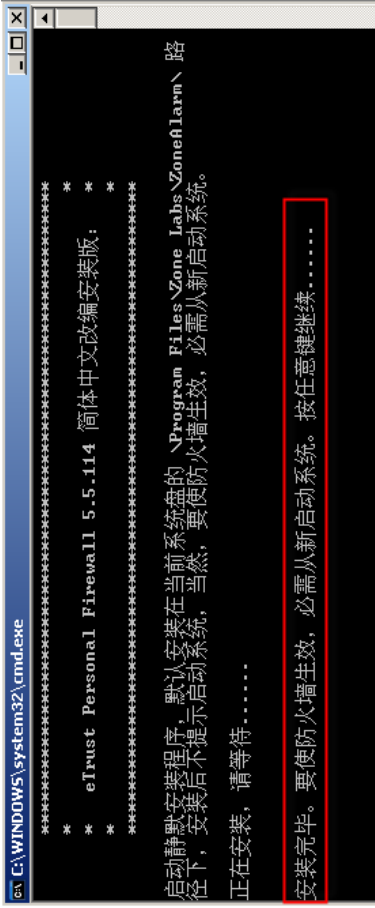 C:\WINDOWS\system32\cmd.exe
************************************************************
*                                                          *
*    eTrust Personal Firewall 5.5.114 简体中文改编安装版:    *
*                                                          *
************************************************************
启动静默安装程序，默认安装在当前系统盘的 \Program Files\Zone Labs\ZoneAlarm\ 路
径下，安装后不提示启动系统，当然，要使防火墙生效，必需从新启动系统。
正在安装，请等待......
安装完毕。要使防火墙生效，必需从新启动系统。按任意键继续......